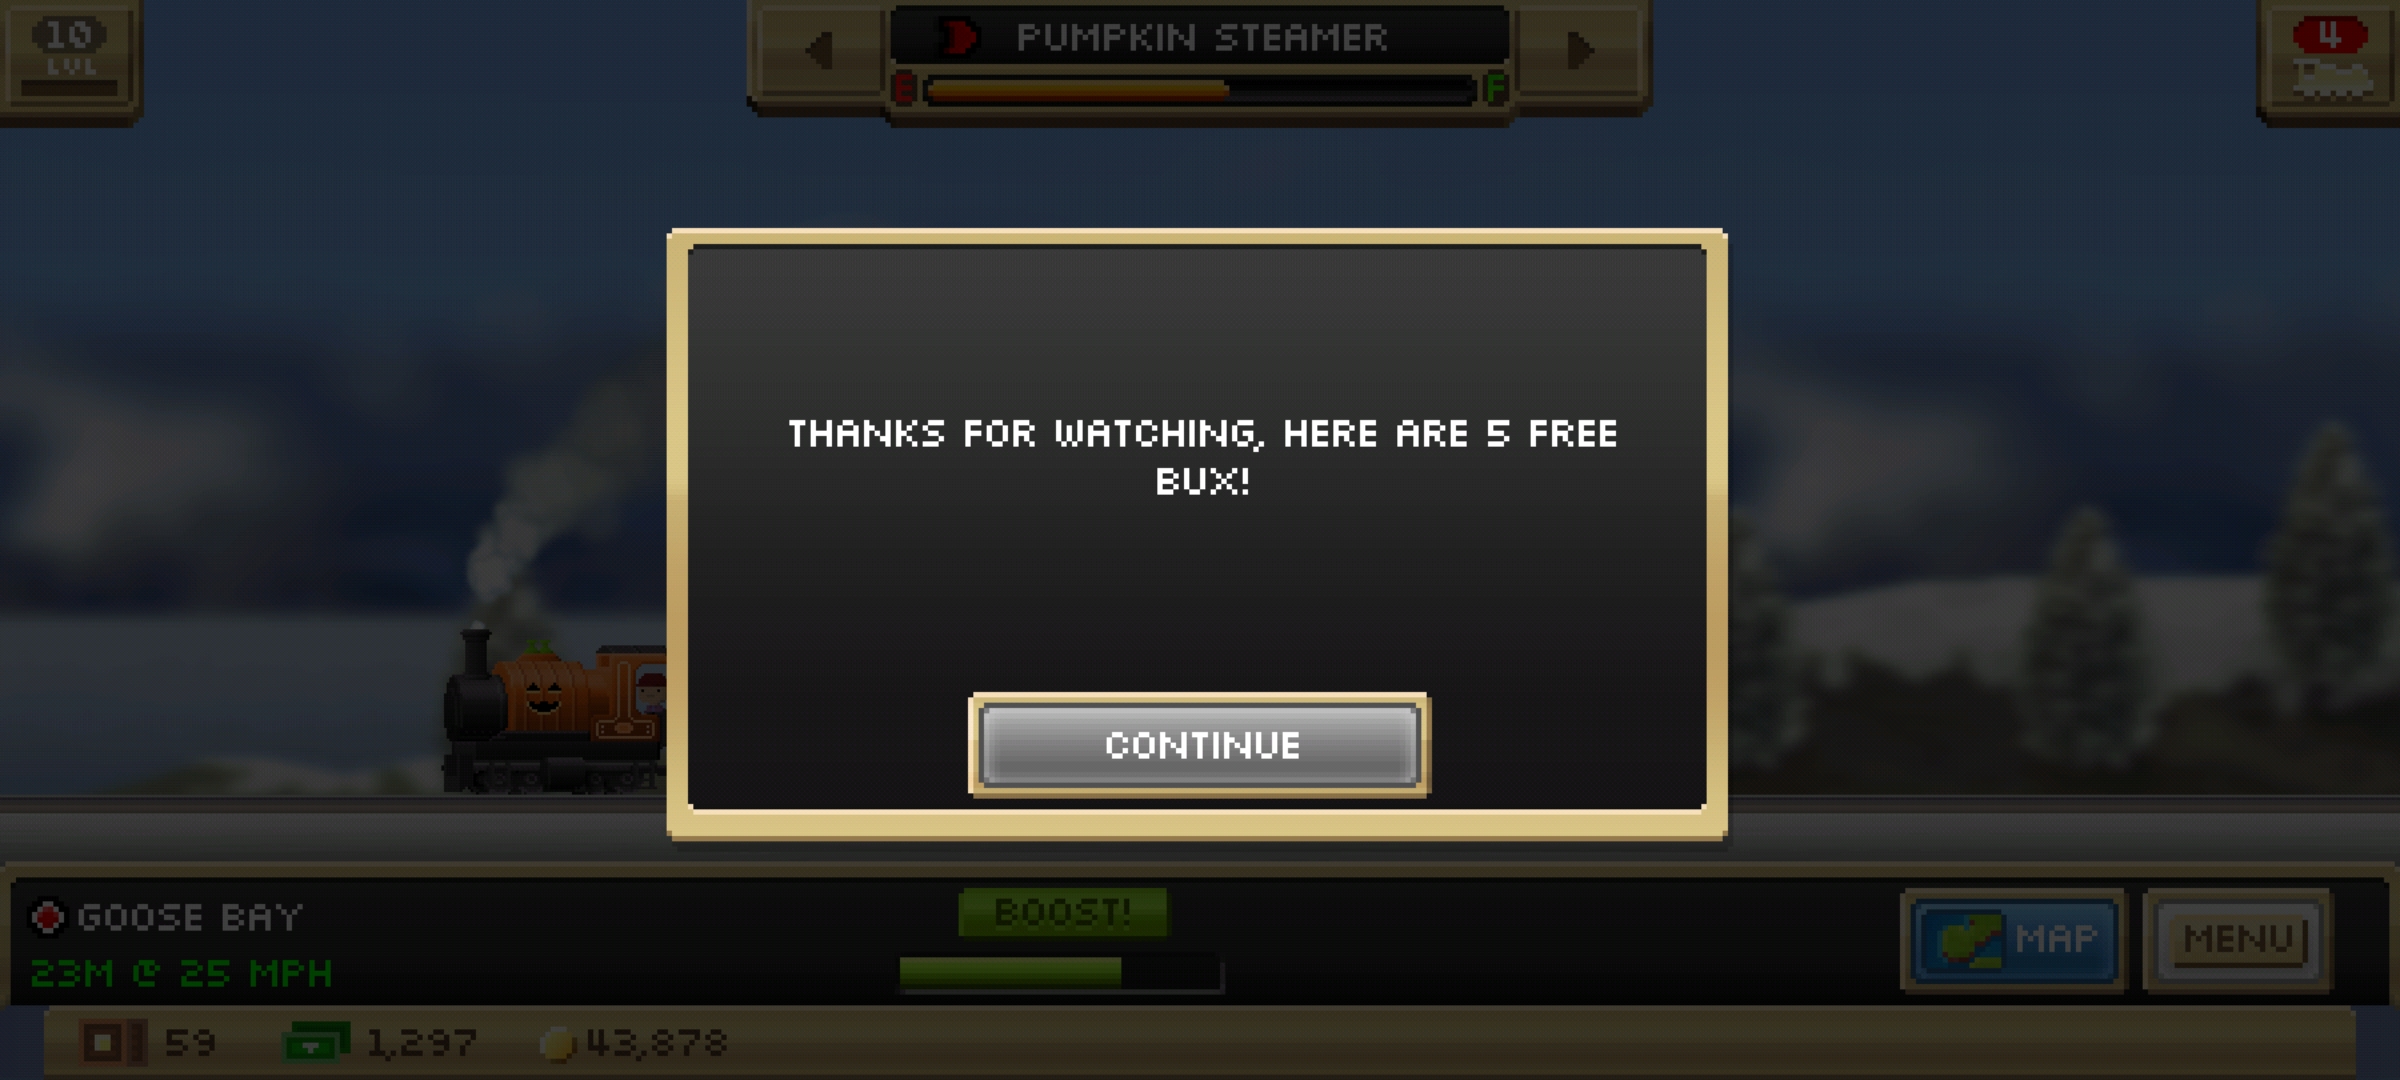 10
LVL
PUMPKIN STEAMER
E F
4
THANKS FOR WATCHING, HERE ARE 5 FREE
BUX!
CONTINUE
GOOSE BAY
23M @ 25 MPH
BOOST!
MAP
MENU
59
1,297
43,878